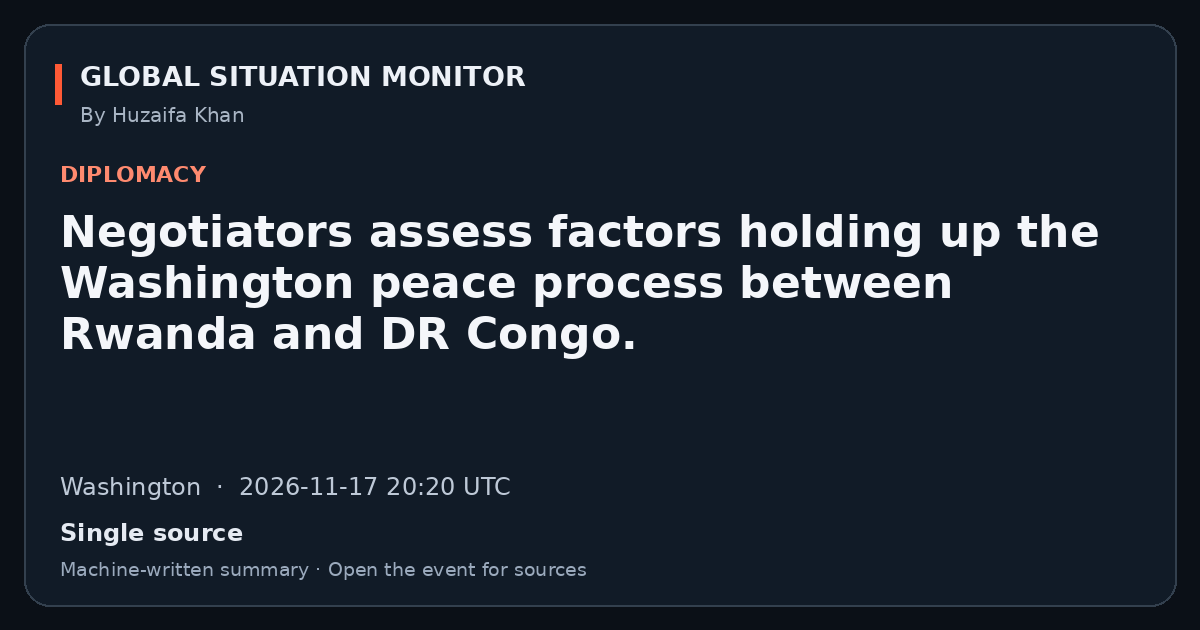 GLOBAL SITUATION MONITOR
By Huzaifa Khan
DIPLOMACY
Negotiators assess factors holding up the
Washington peace process between
Rwanda and DR Congo.
Washington · 2026-11-17 20:20 UTC
Single source
Machine-written summary · Open the event for sources